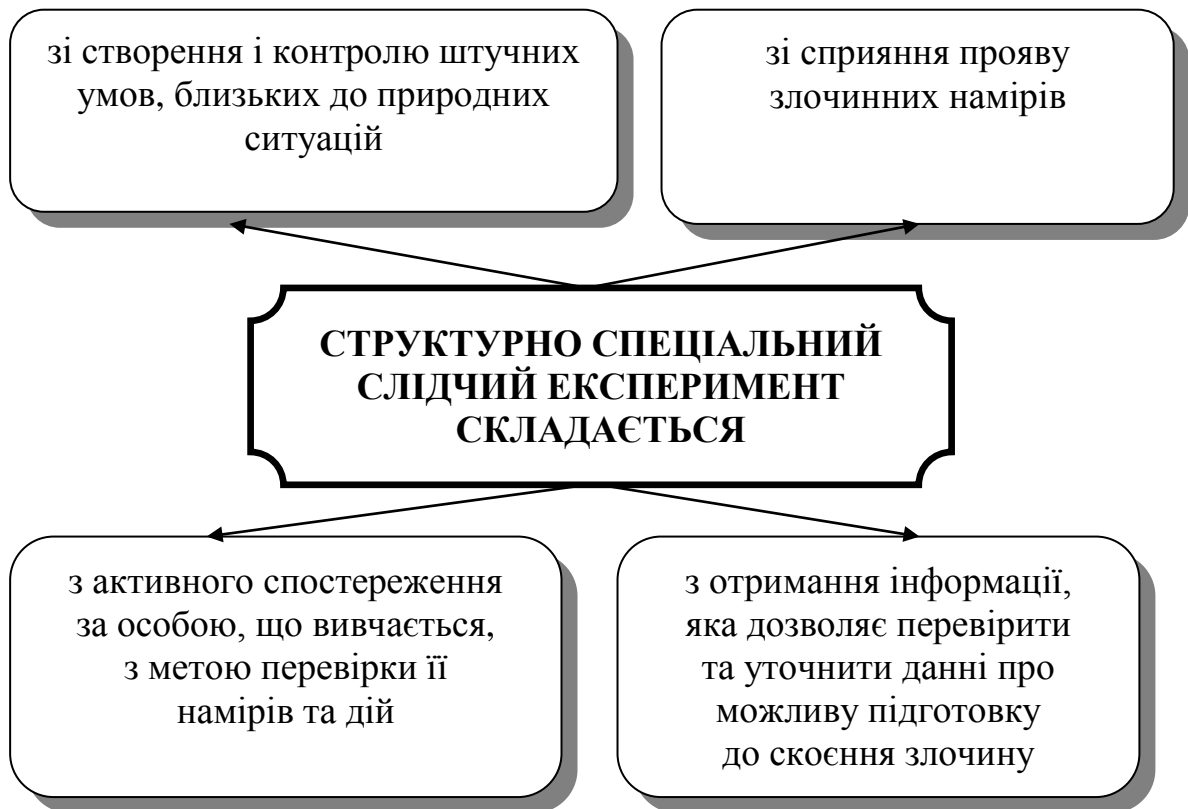 зі створення і контролю штучних
умов, близьких до природних
ситуацій
зі сприяння прояву
злочинних намірів
СТРУКТУРНО СПЕЦІАЛЬНИЙ
СЛІДЧИЙ ЕКСПЕРИМЕНТ
СКЛАДАЄТЬСЯ
з активного спостереження
за особою, що вивчається,
з метою перевірки її
намірів та дій
з отримання інформації,
яка дозволяє перевірити
та уточнити данні про
можливу підготовку
до скоєння злочину